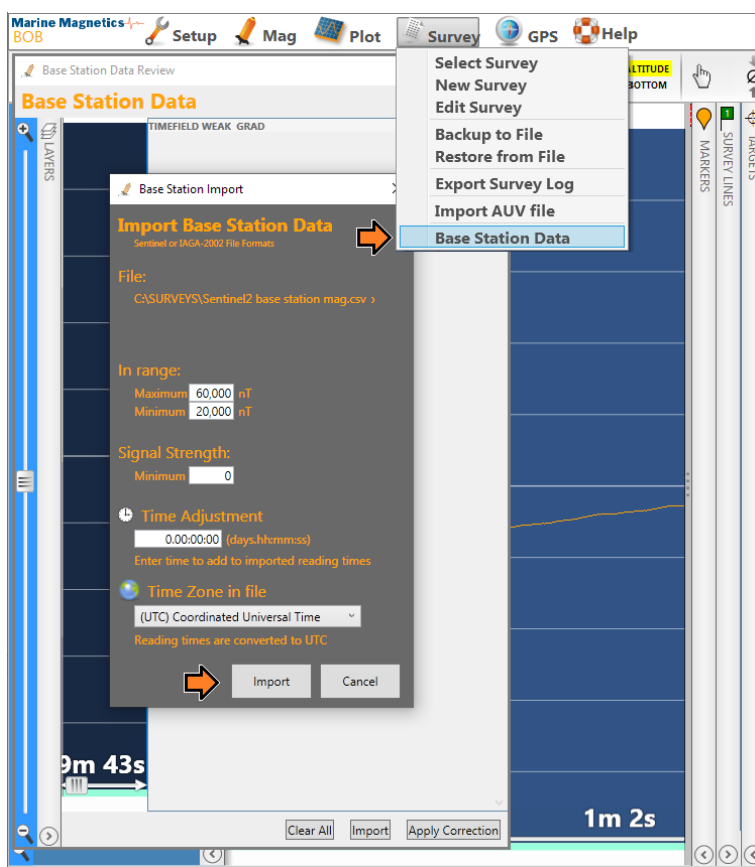 Marine Magnetics
BOB
Setup
Mag
Plot
Survey
GPS
Help
Base Station Data Review
Select Survey
New Survey
Edit Survey
Backup to File
Restore from File
Export Survey Log
Import AUV file
Base Station Data
ALTITUDE
BOTTOM
Base Station Data
TIME FIELD WEAK GRAD
LAYERS
MARKERS
1
SURVEY LINES
TARGETS
Base Station Import
Import Base Station Data
Sentinel or IAGA-2002 File Formats
File:
C:\SURVEYS\Sentinel2 base station mag.csv ›
In range:
Maximum 60,000 nT
Minimum 20,000 nT
Signal Strength:
Minimum 0
Time Adjustment
0.00:00:00 (days.hh:mm:ss)
Enter time to add to imported reading times
Time Zone in file
(UTC) Coordinated Universal Time
Reading times are converted to UTC
Import
Cancel
9m 43s
1m 2s
Clear All
Import
Apply Correction